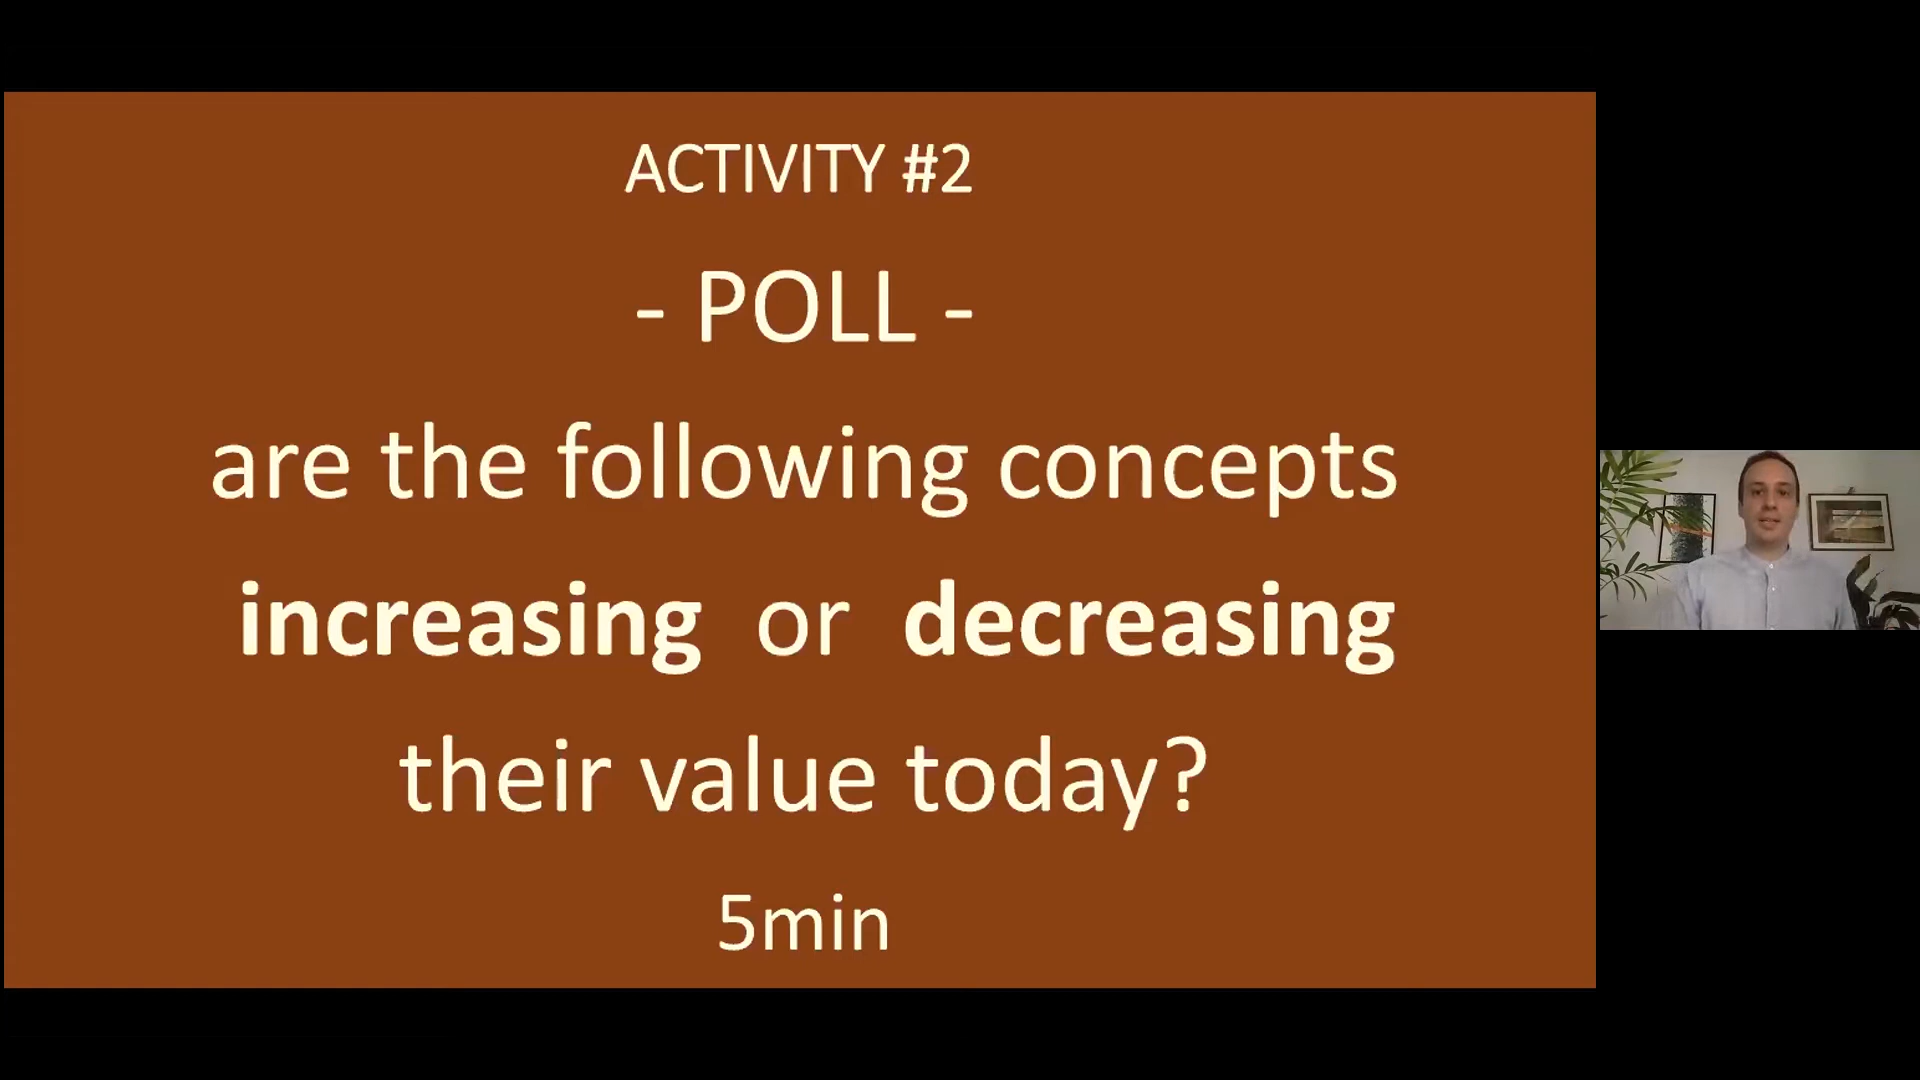 ACTIVITY #2
- POLL -
are the following concepts
increasing or decreasing
their value today?
5min